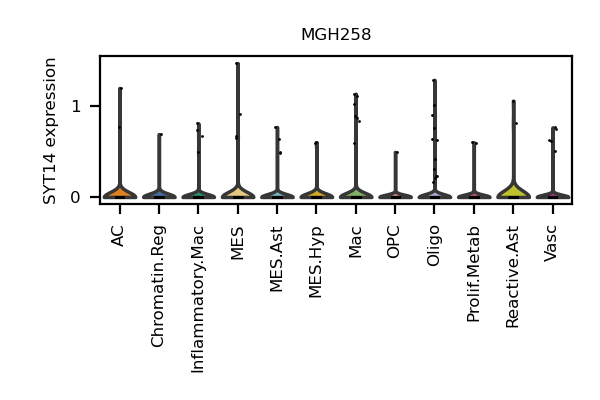 MGH258
SYT14 expression
1
0
AC
Chromatin.Reg
Inflammatory.Mac
MES
MES.Ast
MES.Hyp
Mac
OPC
Oligo
Prolif.Metab
Reactive.Ast
Vasc